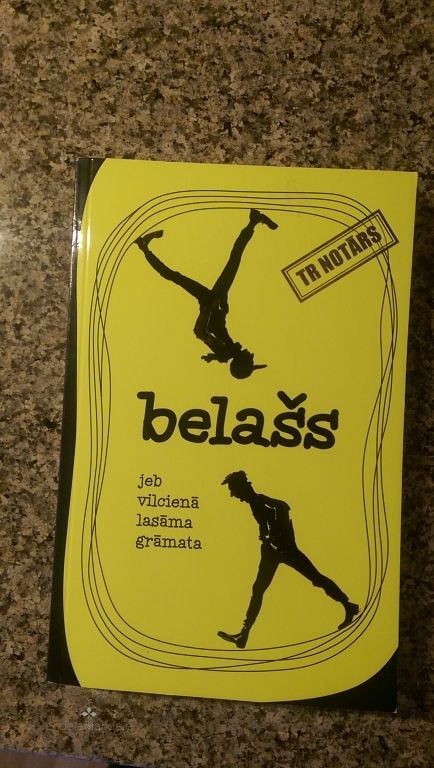 TR NOTĀRS
belašs
jeb
vilcienā
lasāma
grāmata